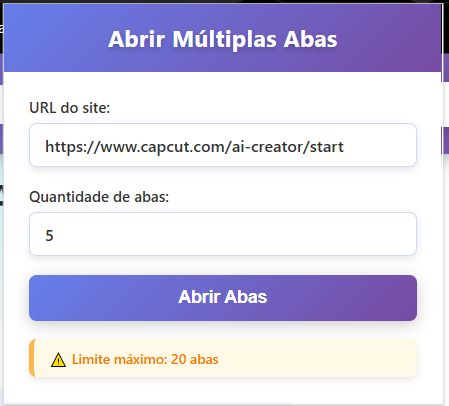 Abrir Múltiplas Abas
URL do site:
https://www.capcut.com/ai-creator/start
Quantidade de abas:
5
Abrir Abas
⚠️ Limite máximo: 20 abas